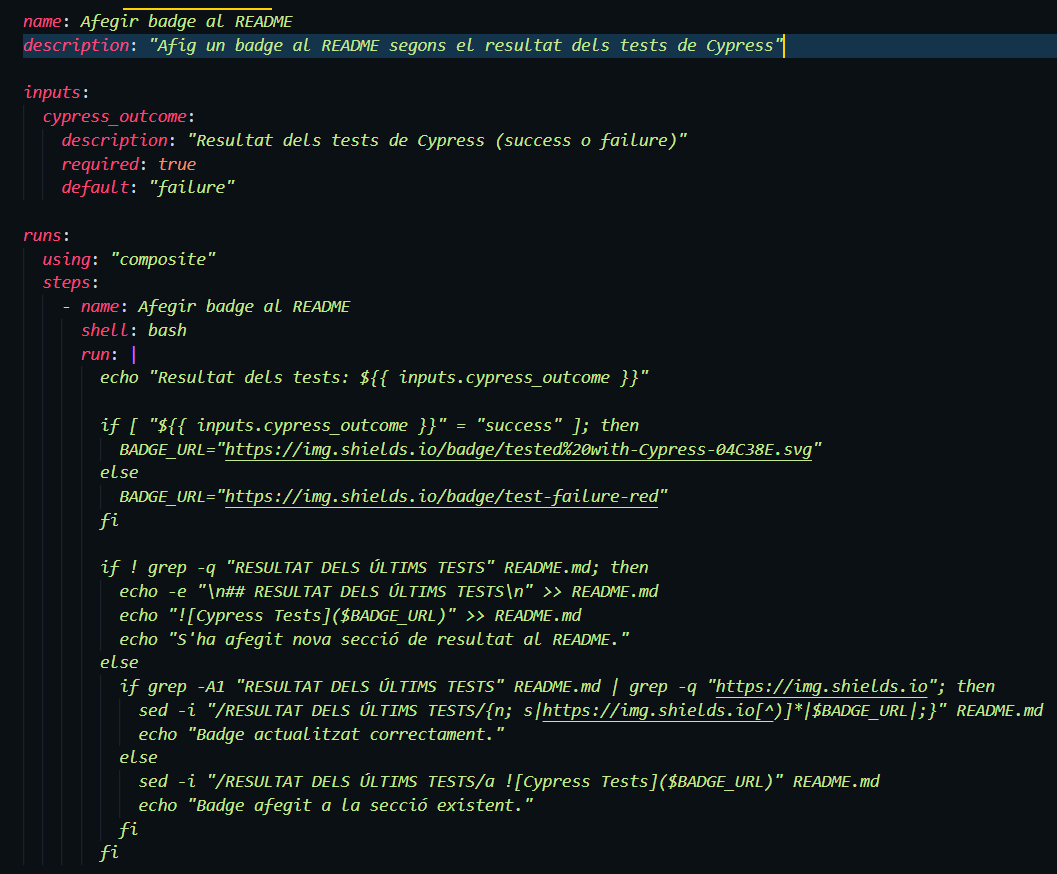 name: Afegir badge al README
description: "Afig un badge al README segons el resultat dels tests de Cypress"

inputs:
  cypress_outcome:
    description: "Resultat dels tests de Cypress (success o failure)"
    required: true
    default: "failure"

runs:
  using: "composite"
  steps:
    - name: Afegir badge al README
      shell: bash
      run: |
        echo "Resultat dels tests: ${{ inputs.cypress_outcome }}"

        if [ "${{ inputs.cypress_outcome }}" = "success" ]; then
          BADGE_URL="https://img.shields.io/badge/tested%20with-Cypress-04C38E.svg"
        else
          BADGE_URL="https://img.shields.io/badge/test-failure-red"
        fi

        if ! grep -q "RESULTAT DELS ÚLTIMS TESTS" README.md; then
          echo -e "\n## RESULTAT DELS ÚLTIMS TESTS\n" >> README.md
          echo "![Cypress Tests]($BADGE_URL)" >> README.md
          echo "S'ha afegit nova secció de resultat al README."
        else
          if grep -A1 "RESULTAT DELS ÚLTIMS TESTS" README.md | grep -q "https://img.shields.io"; then
            sed -i "/RESULTAT DELS ÚLTIMS TESTS/{n; s|https://img.shields.io[^)]*|$BADGE_URL|;}" README.md
            echo "Badge actualitzat correctament."
          else
            sed -i "/RESULTAT DELS ÚLTIMS TESTS/a ![Cypress Tests]($BADGE_URL)" README.md
            echo "Badge afegit a la secció existent."
          fi
        fi